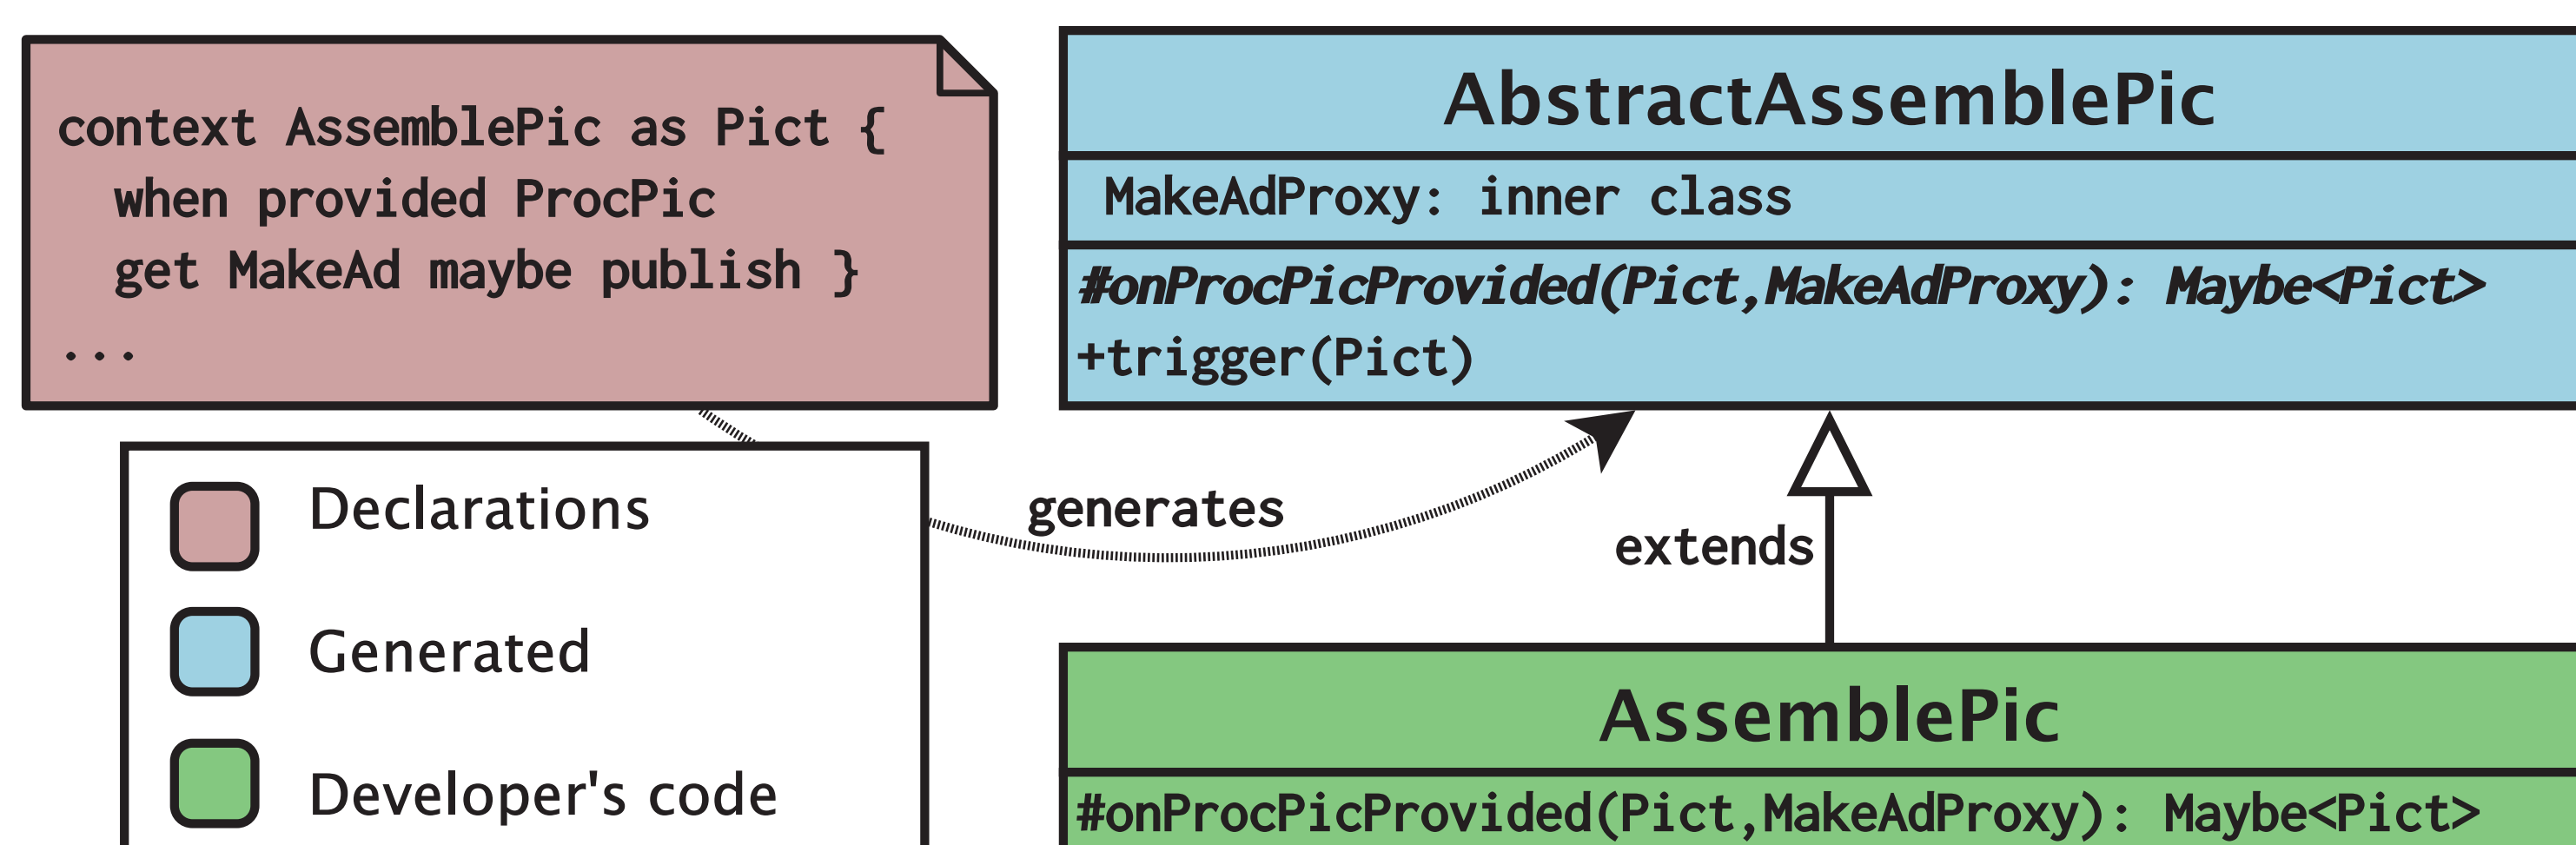 context AssemblePic as Pict {
when provided ProcPic
get MakeAd maybe publish }
...
AbstractAssemblePic
MakeAdProxy: inner class
#onProcPicProvided(Pict,MakeAdProxy): Maybe<Pict>
+trigger(Pict)
generates
extends
Declarations
Generated
Developer's code
AssemblePic
#onProcPicProvided(Pict,MakeAdProxy): Maybe<Pict>